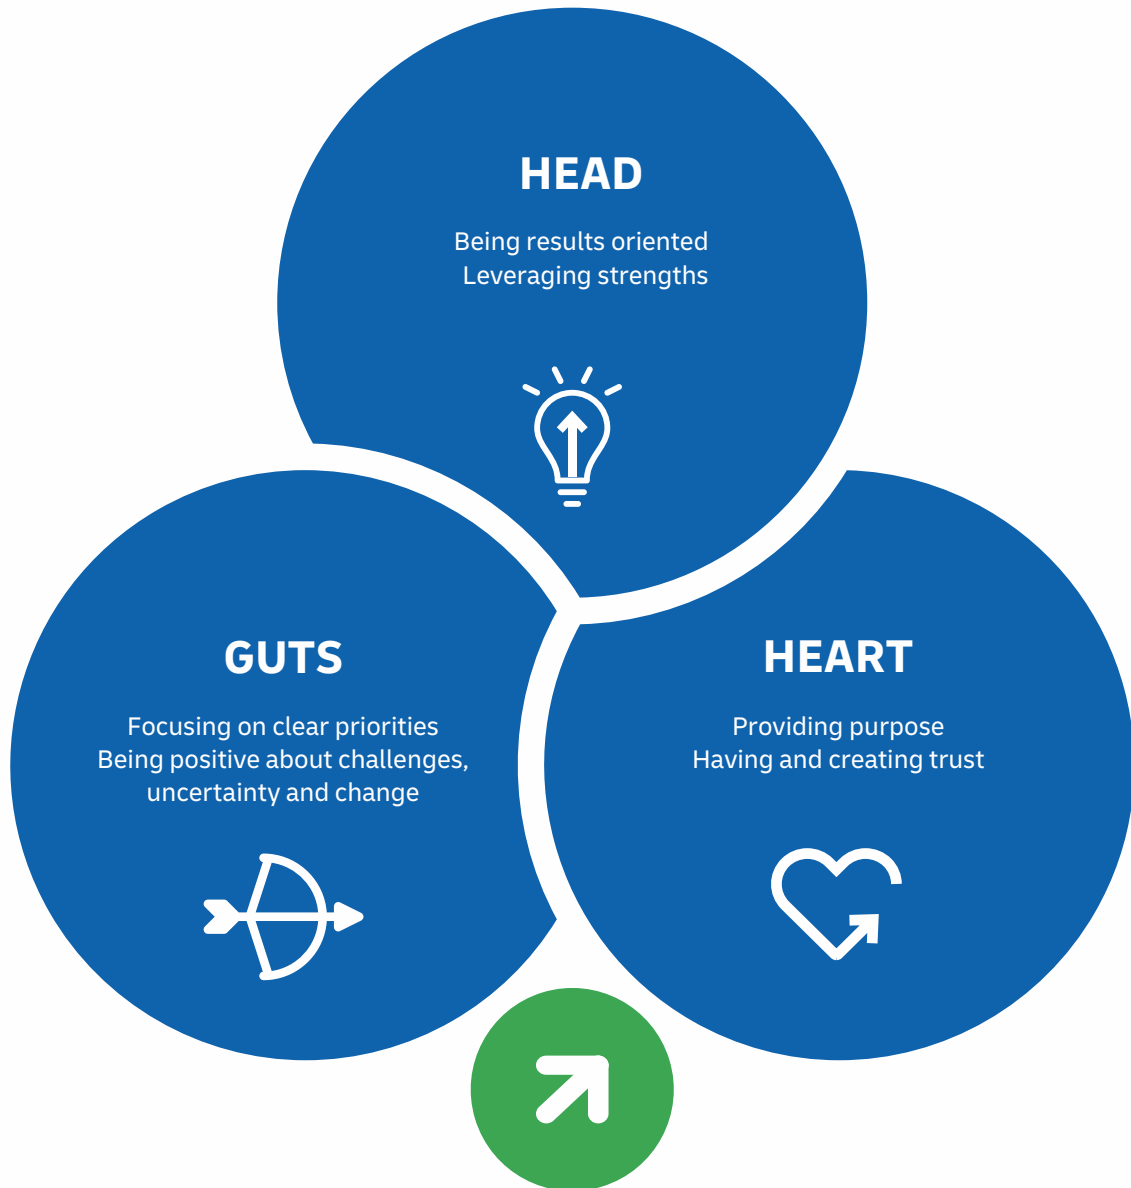 HEAD
Being results oriented
Leveraging strengths
GUTS
Focusing on clear priorities
Being positive about challenges,
uncertainty and change
HEART
Providing purpose
Having and creating trust